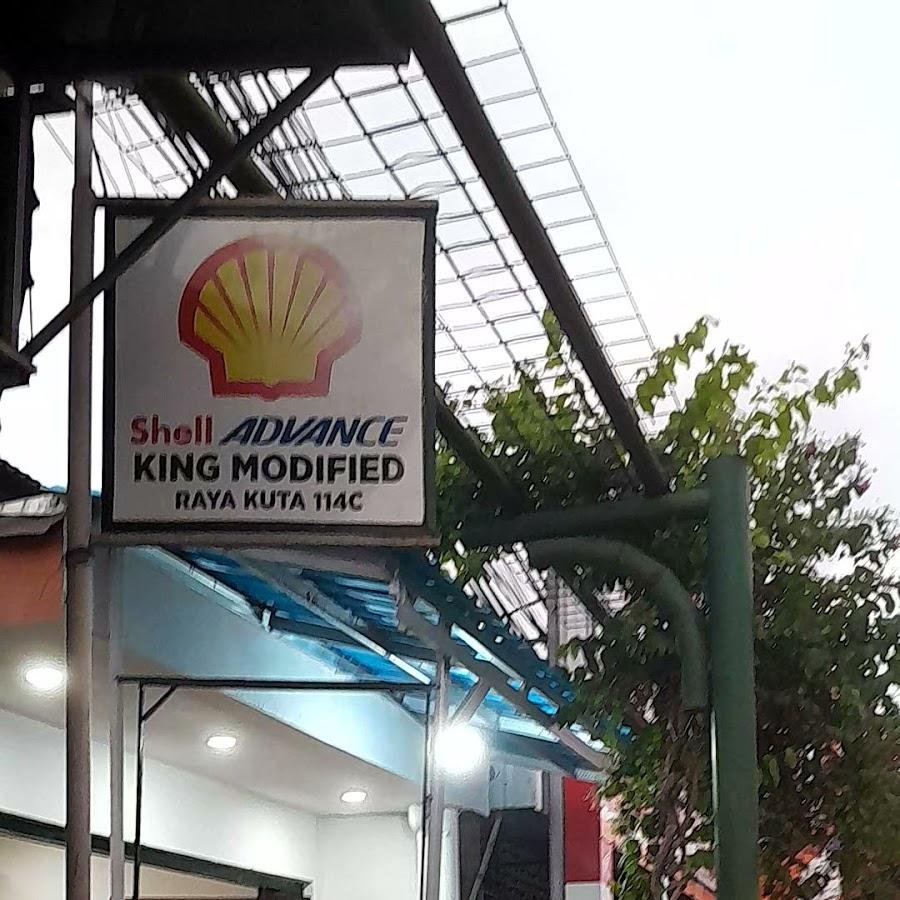 Shell ADVANCE
KING MODIFIED
RAYA KUTA 114C